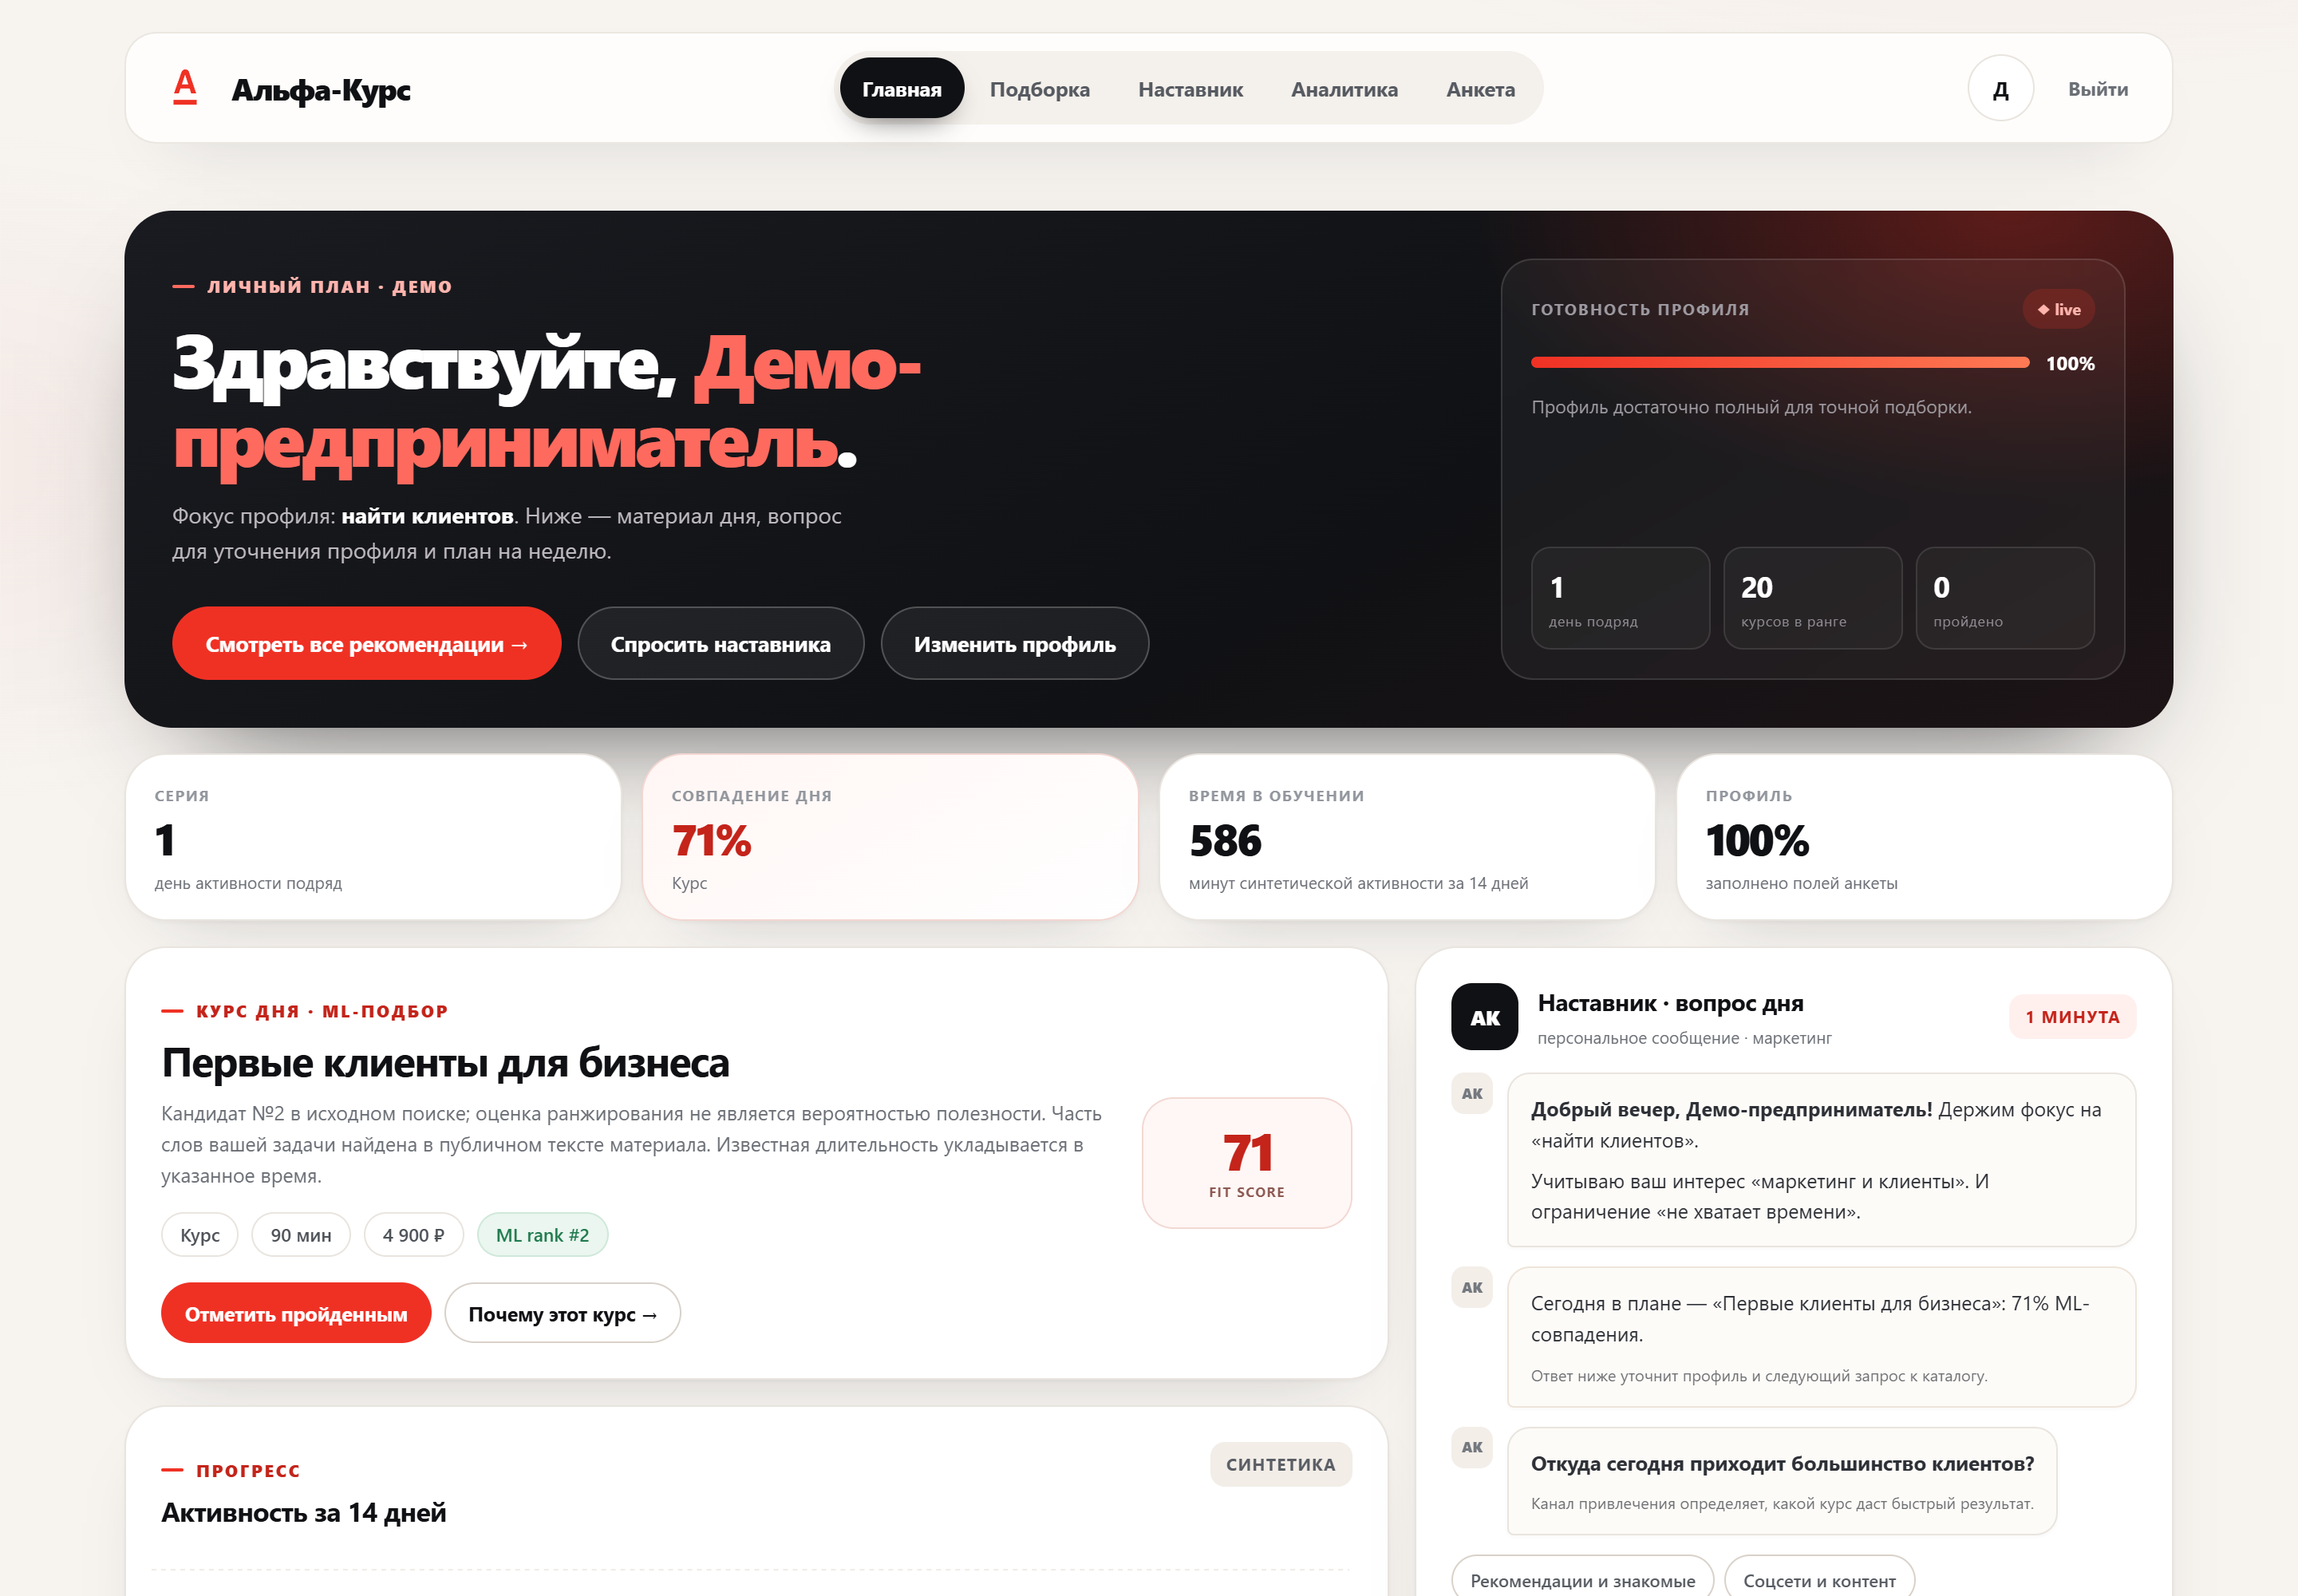 А
Альфа-Курс
Главная
Подборка
Наставник
Аналитика
Анкета
Д
Выйти
ЛИЧНЫЙ ПЛАН · ДЕМО
Здравствуйте, Демо-
предприниматель.
Фокус профиля: найти клиентов. Ниже — материал дня, вопрос
для уточнения профиля и план на неделю.
Смотреть все рекомендации →
Спросить наставника
Изменить профиль
ГОТОВНОСТЬ ПРОФИЛЯ
◆ live
100%
Профиль достаточно полный для точной подборки.
1
день подряд
20
курсов в ранге
0
пройдено
СЕРИЯ
1
день активности подряд
СОВПАДЕНИЕ ДНЯ
71%
Курс
ВРЕМЯ В ОБУЧЕНИИ
586
минут синтетической активности за 14 дней
ПРОФИЛЬ
100%
заполнено полей анкеты
КУРС ДНЯ · ML-ПОДБОР
Первые клиенты для бизнеса
Кандидат №2 в исходном поиске; оценка ранжирования не является вероятностью полезности. Часть
слов вашей задачи найдена в публичном тексте материала. Известная длительность укладывается в
указанное время.
Курс
90 мин
4 900 ₽
ML rank #2
Отметить пройденным
Почему этот курс →
71
FIT SCORE
ПРОГРЕСС
Активность за 14 дней
СИНТЕТИКА
АК
Наставник · вопрос дня
персональное сообщение · маркетинг
1 МИНУТА
АК
Добрый вечер, Демо-предприниматель! Держим фокус на
«найти клиентов».
Учитываю ваш интерес «маркетинг и клиенты». И
ограничение «не хватает времени».
АК
Сегодня в плане — «Первые клиенты для бизнеса»: 71% ML-
совпадения.
Ответ ниже уточнит профиль и следующий запрос к каталогу.
АК
Откуда сегодня приходит большинство клиентов?
Канал привлечения определяет, какой курс даст быстрый результат.
Рекомендации и знакомые
Соцсети и контент